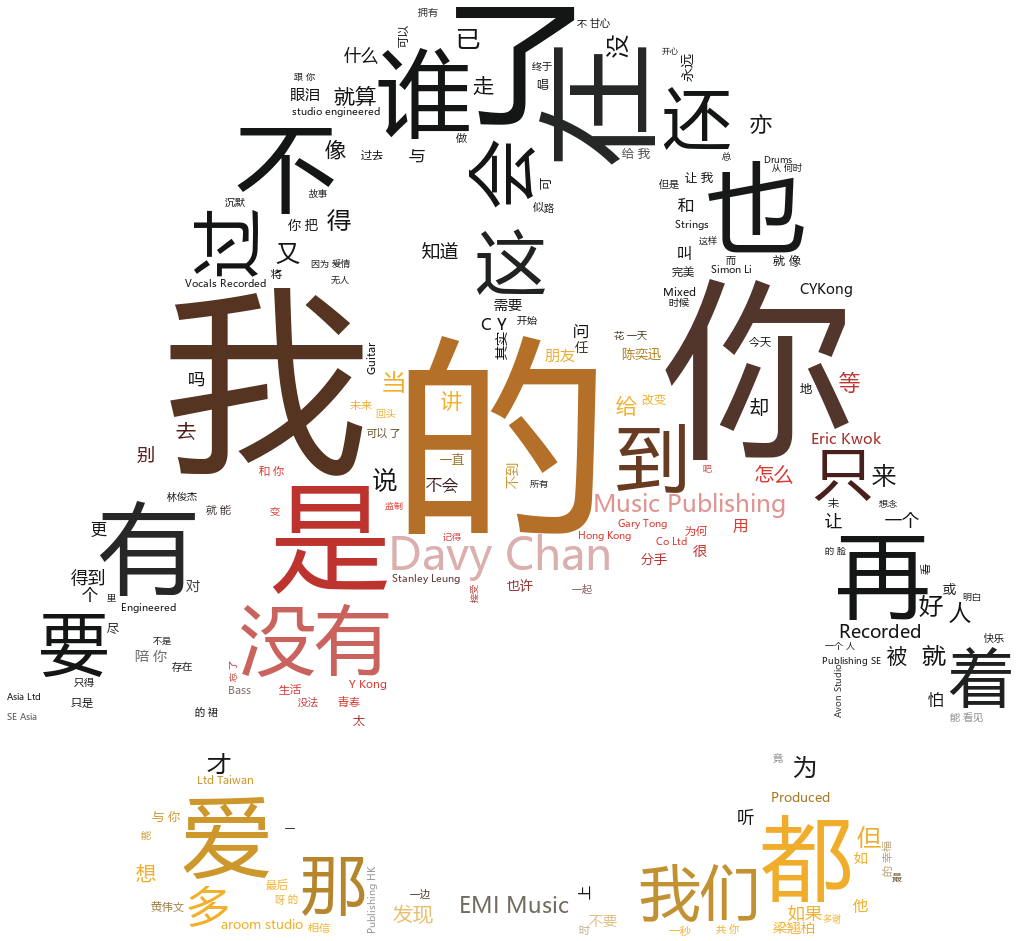 拥有
了
不 甘心
可以
已
没
什么
谁
在
开心
永远
终于
跟 你
走
唱
眼泪
就算
还
studio engineered
亦
做
不
像
过去
与
会
给 我
总
Drums
从 何时
可
但是
让 我
也
故事
沉默
似路
和
过
你 把
得
Strings
又
知道
这
叫
这样
因为 爱情
完美
而
就 像
将
无人
Simon Li
Vocals Recorded
Mixed
CYKong
需要
时候
我
的
你
C Y
开始
问
任
花 一天
其实
今天
Guitar
朋友
陈奕迅
吗
当
等
地
未来
讲
给
改变
却
回头
去
可以 了
到
Eric Kwok
别
一直
和 你
说
不会
不到
所有
吧
怎么
只
来
林俊杰
是
Music Publishing
未
想念
有
就 能
变
监制
Gary Tong
用
让
一个
更
记得
Hong Kong
为何
Davy Chan
Co Ltd
很
再
的 脸
得到
对
Stanley Leung
也许
一起
分手
看
个
里
接受
或
Engineered
没有
好
人
明白
要
尽
Recorded
不是
快乐
陪 你
存在
一个 人
被
就
着
只得
忘了
Y Kong
Publishing SE
Asia Ltd
只是
Bass
生活
没法
青春
怕
Avon Studio
SE Asia
的 裙
太
能 看见
才
竟
为
Ltd Taiwan
Produced
爱
与 你
听
都
能
一
但
如
的 幸福
想
那
我们
最
最后
Publishing HK
一边
上
黄伟文
多
呀 的
EMI Music
如果
他
发现
不要
多谢
aroom studio
相信
时
一秒
共 你
梁翘柏